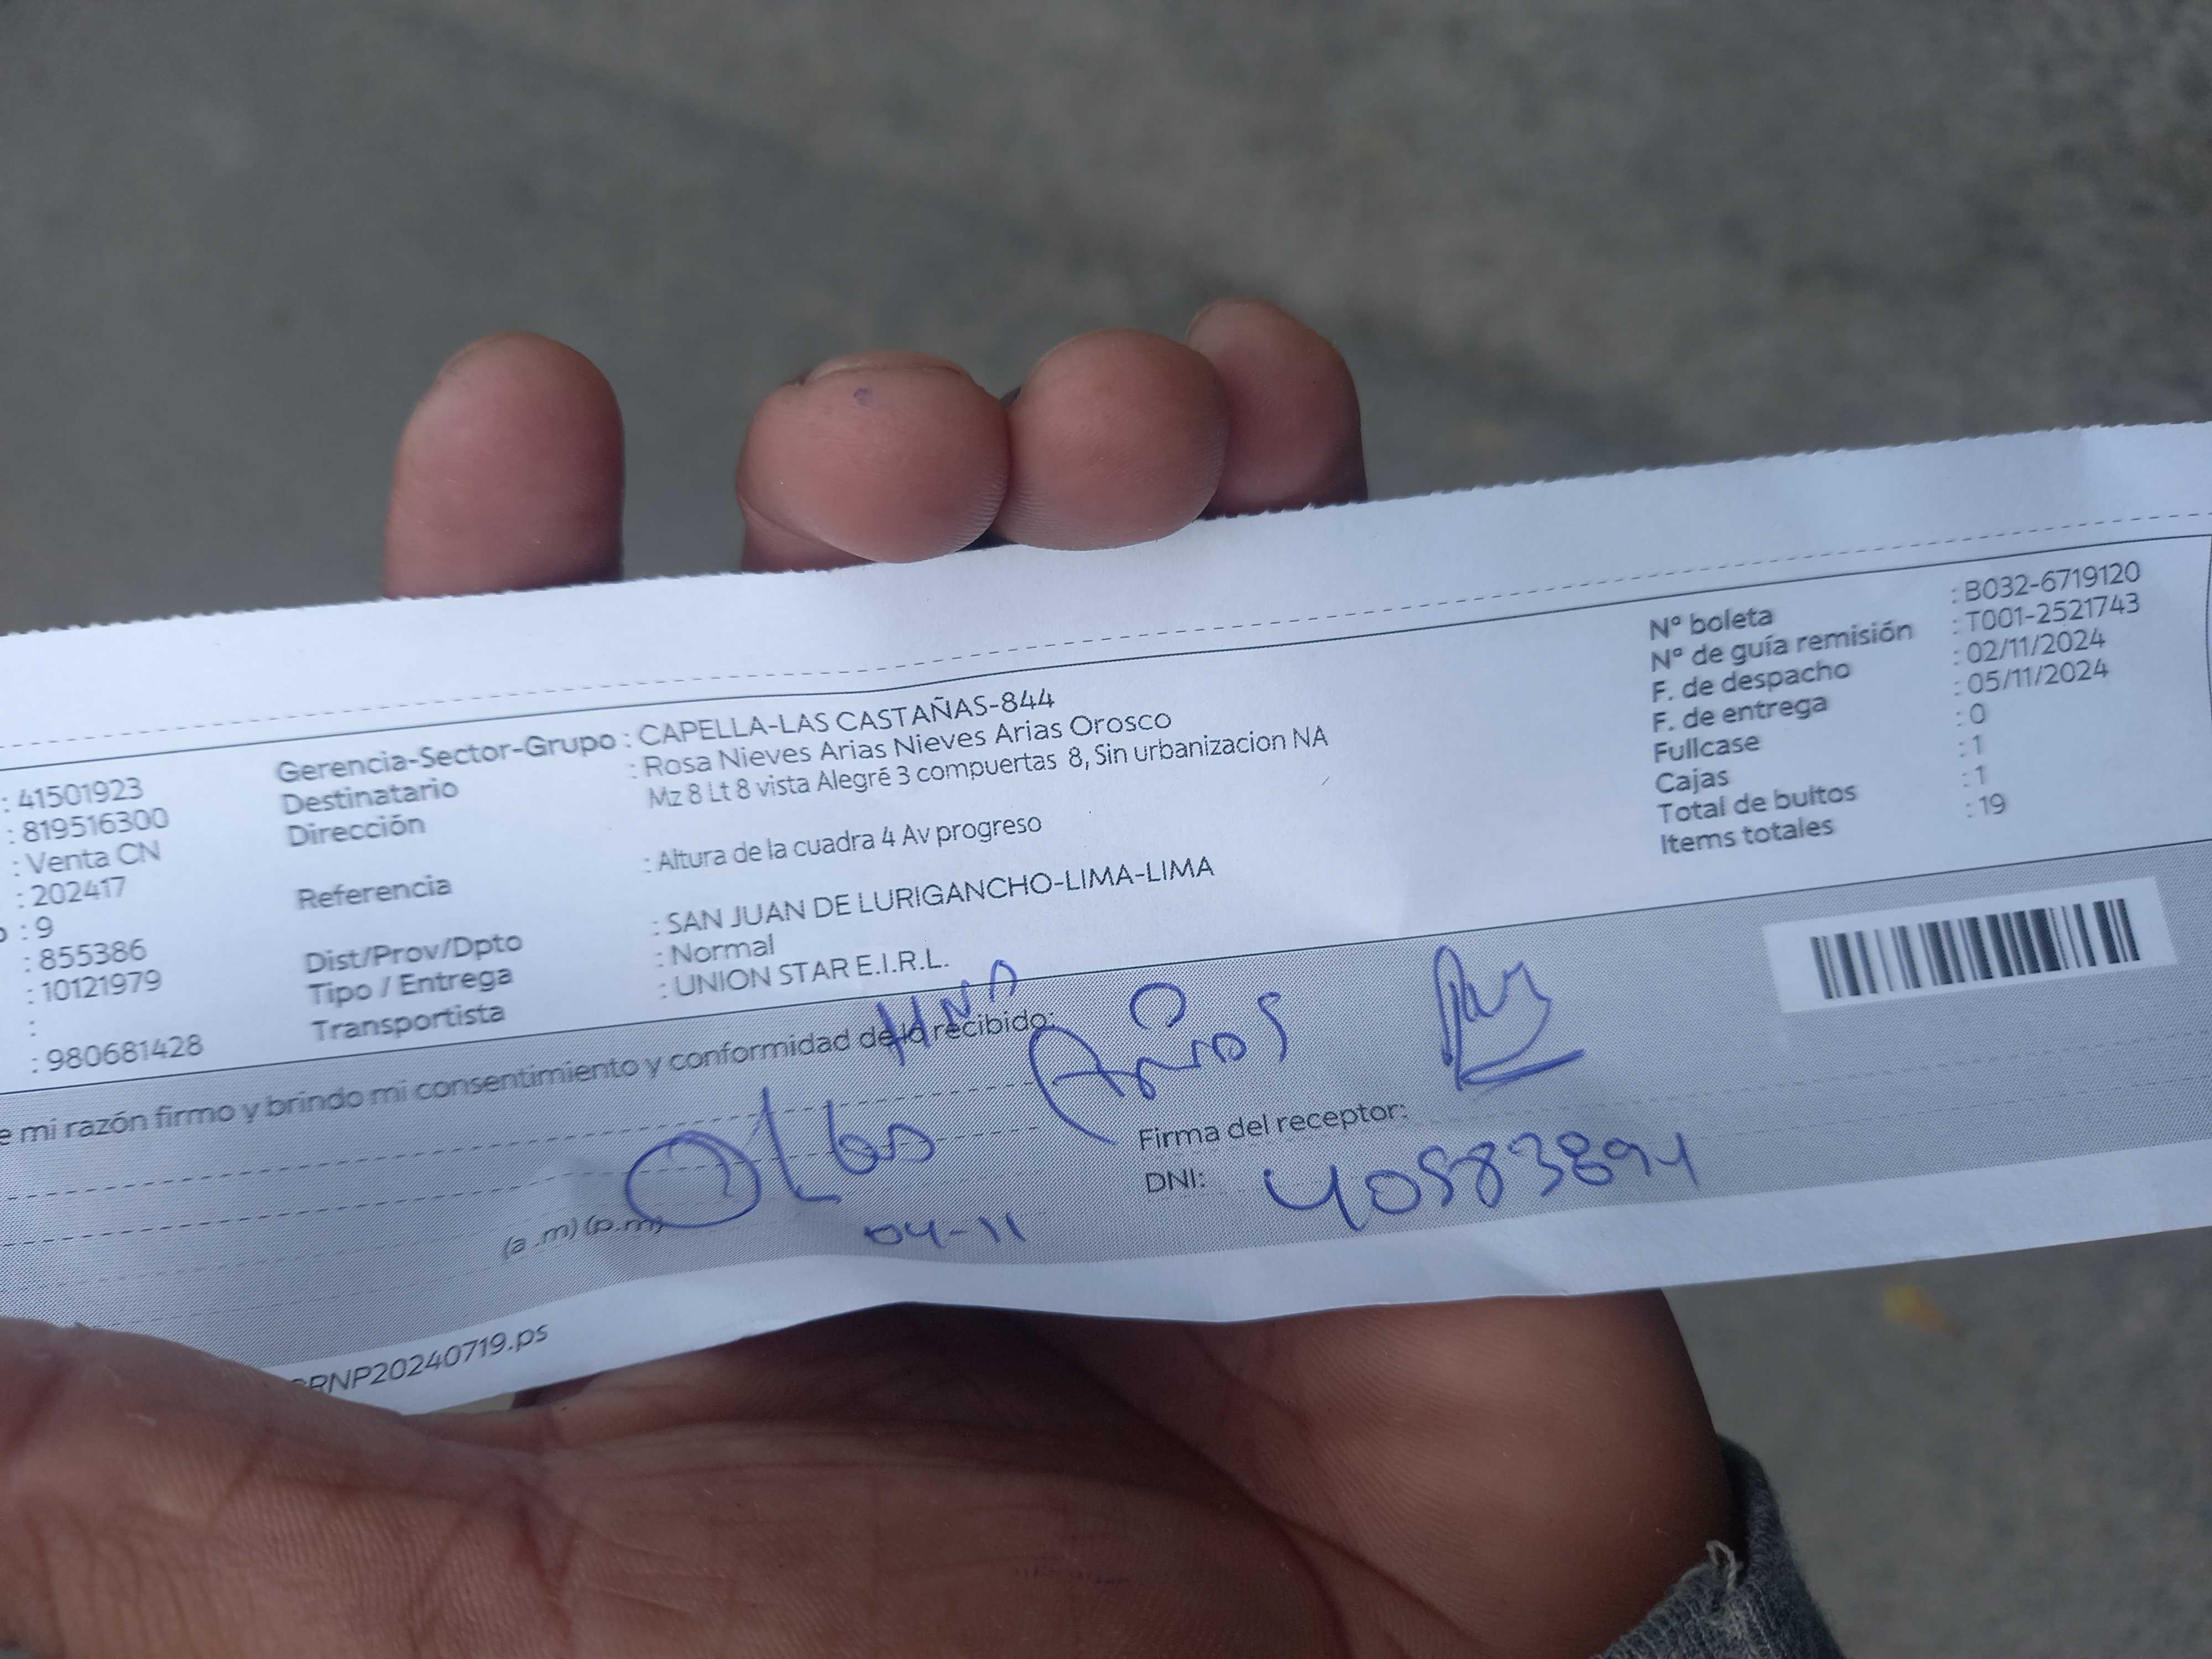 : 41501923
: 819516300
: Venta CN
: 202417
: 9
: 855386
: 10121979
:
: 980681428
Gerencia-Sector-Grupo : CAPELLA-LAS CASTAÑAS-844
Destinatario : Rosa Nieves Arias Nieves Arias Orosco
Dirección Mz 8 Lt 8 vista Alegré 3 compuertas 8, Sin urbanizacion NA
Referencia : Altura de la cuadra 4 Av progreso
Dist/Prov/Dpto : SAN JUAN DE LURIGANCHO-LIMA-LIMA
Tipo / Entrega : Normal
Transportista : UNION STAR E.I.R.L.
Nº boleta : B032-6719120
Nº de guía remisión : T001-2521743
F. de despacho : 02/11/2024
F. de entrega : 05/11/2024
Fullcase : 0
Cajas : 1
Total de bultos : 1
Items totales : 19
e mi razón firmo y brindo mi consentimiento y conformidad de lo recibido:
Firma del receptor:
DNI: 40583894
(a .m) (p.m)
04-11
RNP20240719.ps